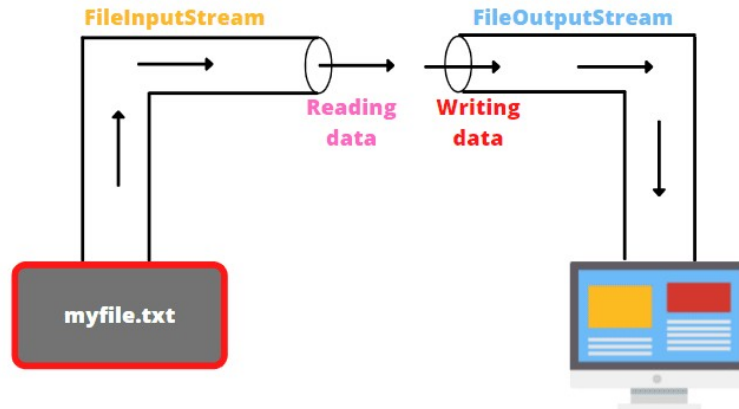 FileInputStream
FileOutputStream
Reading
data
Writing
data
myfile.txt